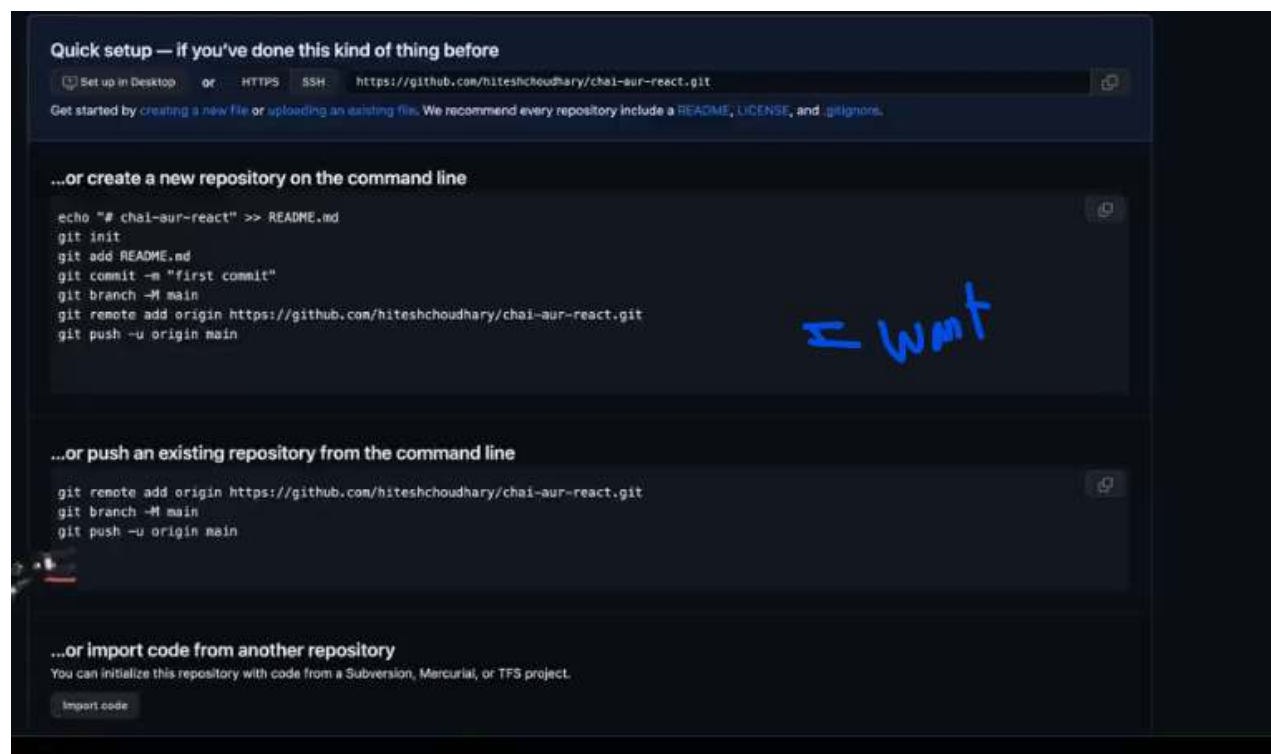 Quick setup — if you've done this kind of thing before
Set up in Desktop or HTTPS SSH https://github.com/hiteshchoudhary/chai-aur-react.git
Get started by creating a new file or uploading an existing file. We recommend every repository include a README, LICENSE, and .gitignore.
...or create a new repository on the command line
echo "# chai-aur-react" >> README.md
git init
git add README.md
git commit -m "first commit"
git branch -M main
git remote add origin https://github.com/hiteshchoudhary/chai-aur-react.git
git push -u origin main
I want
...or push an existing repository from the command line
git remote add origin https://github.com/hiteshchoudhary/chai-aur-react.git
git branch -M main
git push -u origin main
...or import code from another repository
You can initialize this repository with code from a Subversion, Mercurial, or TFS project.
Import code